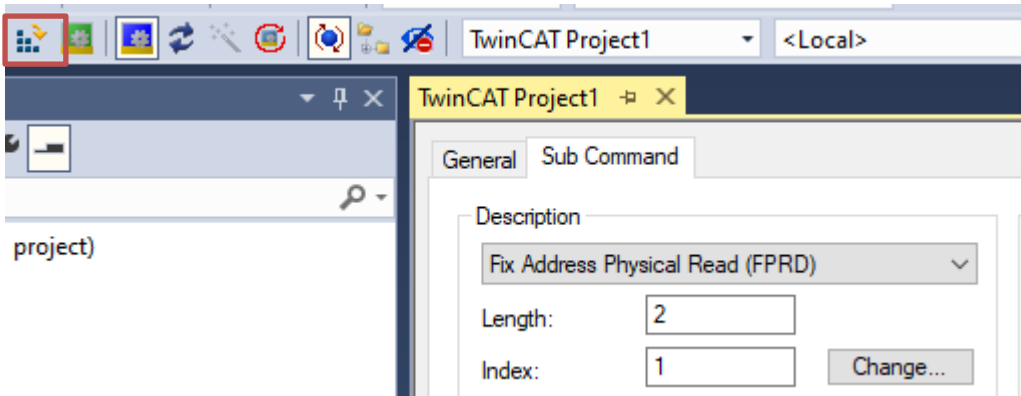 TwinCAT Project1 <Local>
TwinCAT Project1
General Sub Command
Description
project)
Fix Address Physical Read (FPRD)
Length: 2
Index: 1 Change...